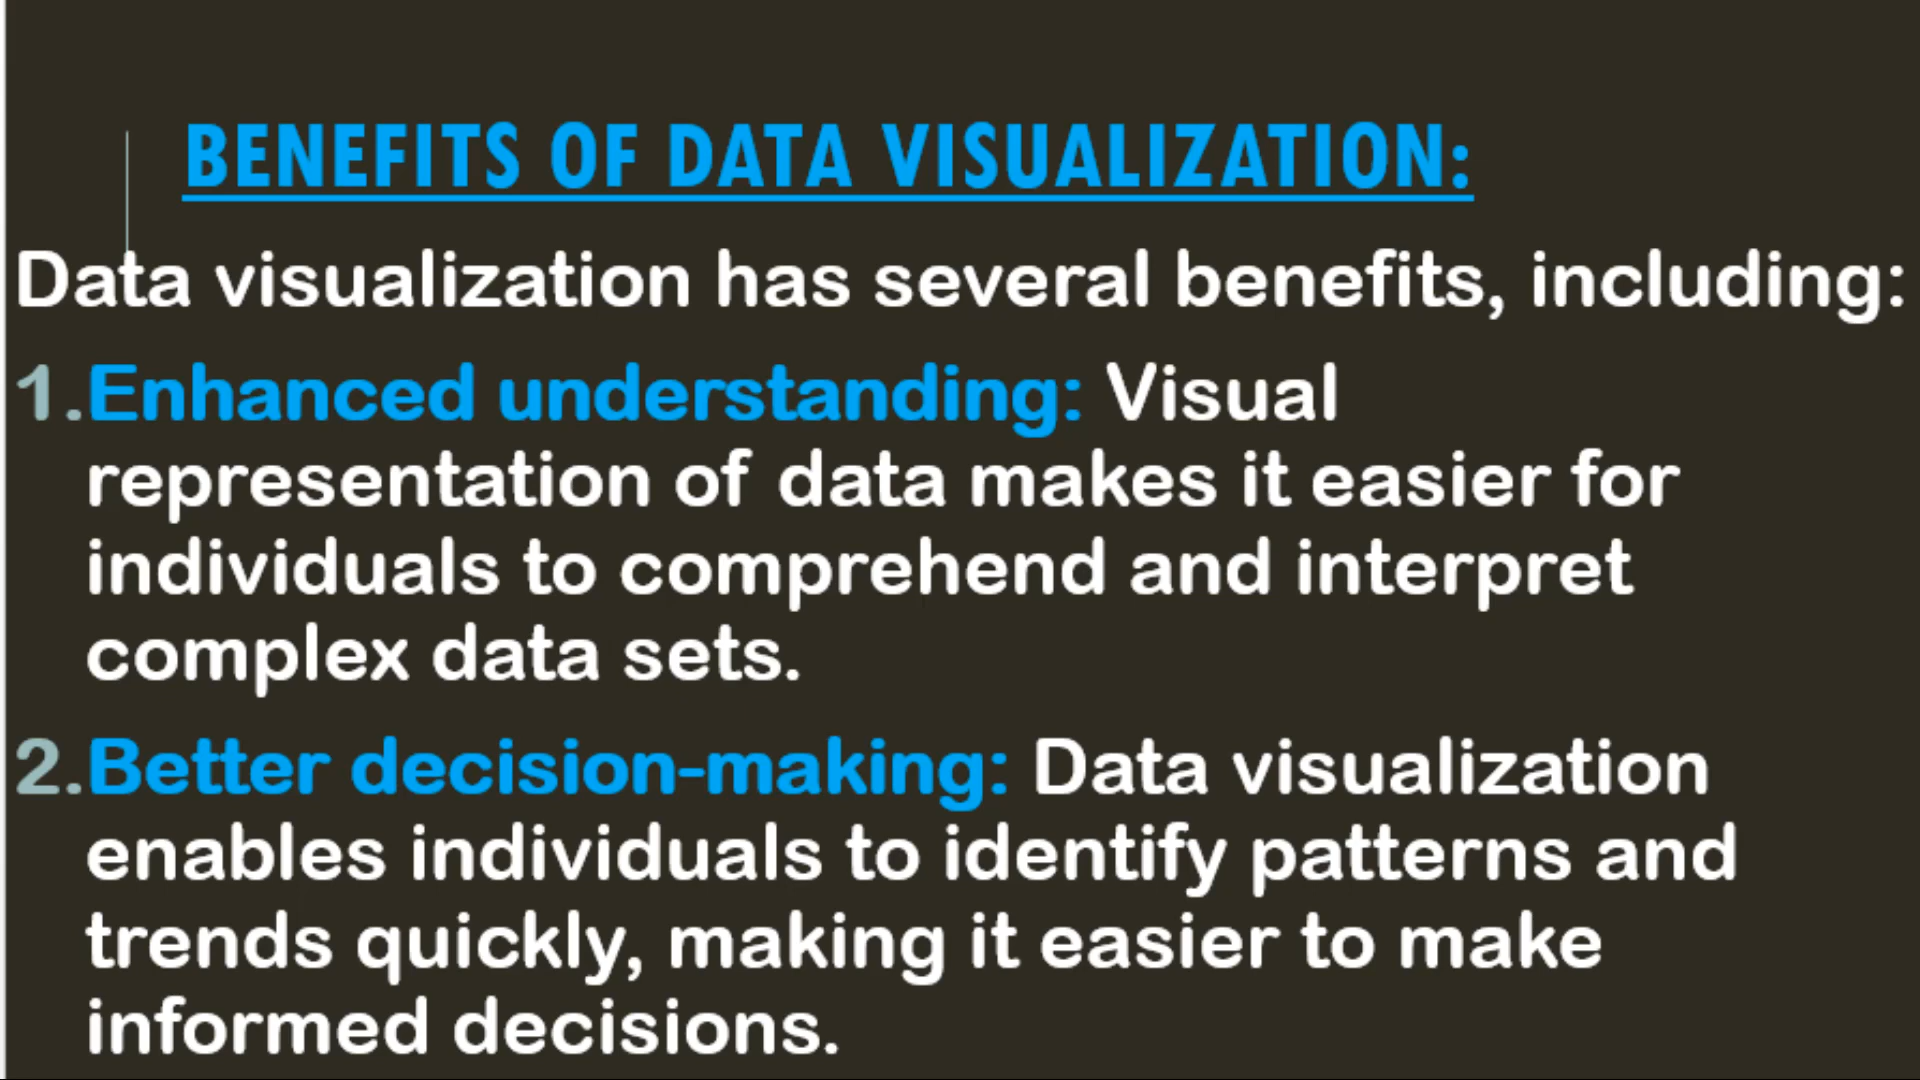 BENEFITS OF DATA VISUALIZATION:
Data visualization has several benefits, including:
1.Enhanced understanding: Visual
representation of data makes it easier for
individuals to comprehend and interpret
complex data sets.
2.Better decision-making: Data visualization
enables individuals to identify patterns and
trends quickly, making it easier to make
informed decisions.